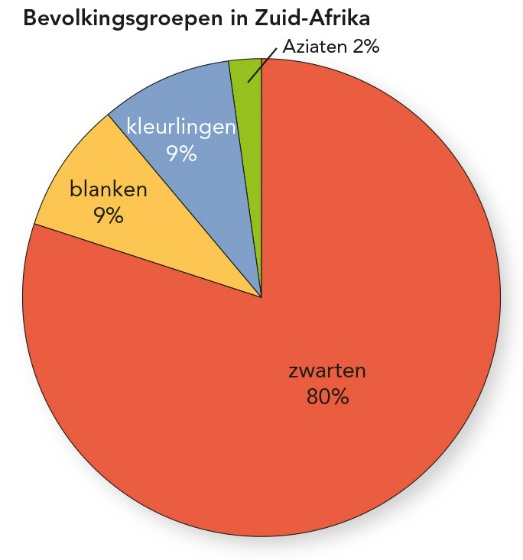 Bevolkingsgroepen in Zuid-Afrika
Aziaten 2%
kleurlingen
9%
blanken
9%
zwarten
80%